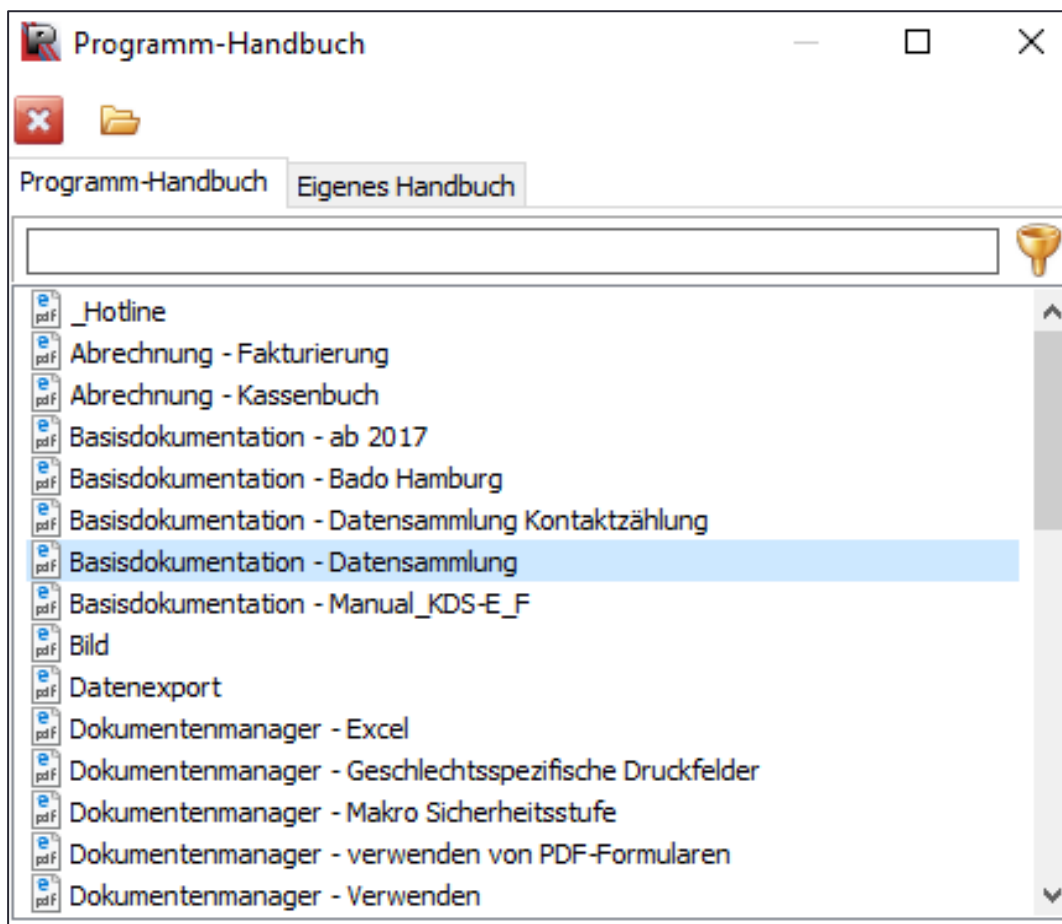 Programm-Handbuch
Programm-Handbuch Eigenes Handbuch
_Hotline
Abrechnung - Fakturierung
Abrechnung - Kassenbuch
Basisdokumentation - ab 2017
Basisdokumentation - Bado Hamburg
Basisdokumentation - Datensammlung Kontaktzählung
Basisdokumentation - Datensammlung
Basisdokumentation - Manual_KDS-E_F
Bild
Datenexport
Dokumentenmanager - Excel
Dokumentenmanager - Geschlechtsspezifische Druckfelder
Dokumentenmanager - Makro Sicherheitsstufe
Dokumentenmanager - verwenden von PDF-Formularen
Dokumentenmanager - Verwenden